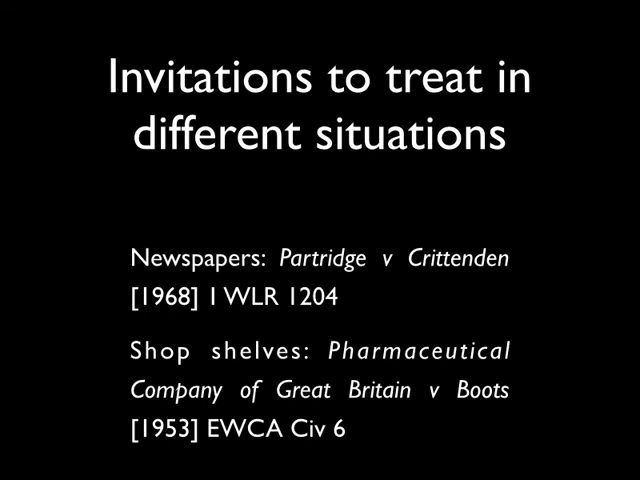 Invitations to treat in
different situations
Newspapers: Partridge v Crittenden
[1968] 1 WLR 1204
Shop shelves: Pharmaceutical
Company of Great Britain v Boots
[1953] EWCA Civ 6